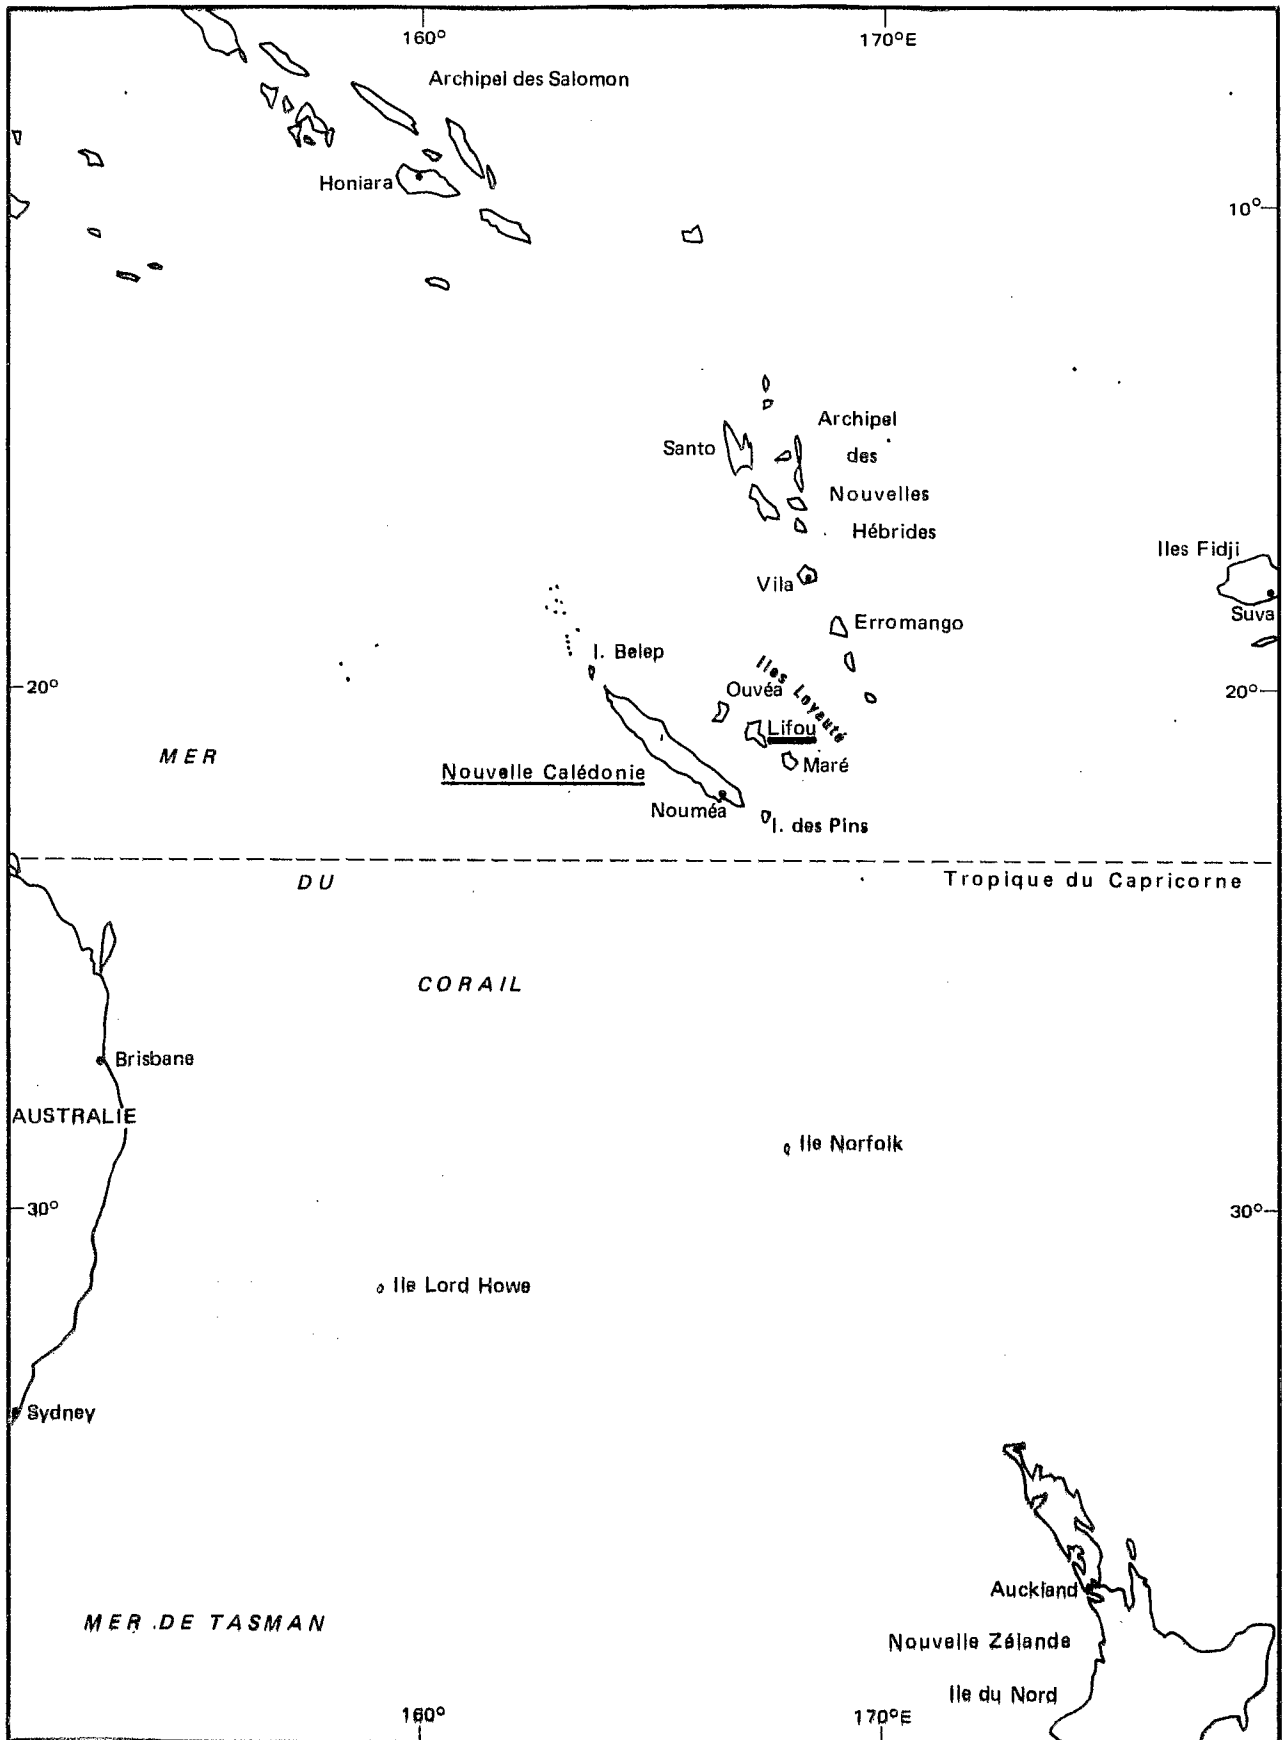 160°
170°E
Archipel des Salomon
Honiara
10°
Archipel
des
Nouvelles
Hébrides
Santo
Iles Fidji
Vila
Suva
Erromango
I. Belep
Iles Loyauté
20°
Ouvéa
20°
Lifou
MER
Maré
Nouvelle Calédonie
Nouméa
I. des Pins
DU
Tropique du Capricorne
CORAIL
Brisbane
AUSTRALIE
Ile Norfolk
30°
30°
Ile Lord Howe
Sydney
Auckland
MER DE TASMAN
Nouvelle Zélande
Ile du Nord
160°
170°E